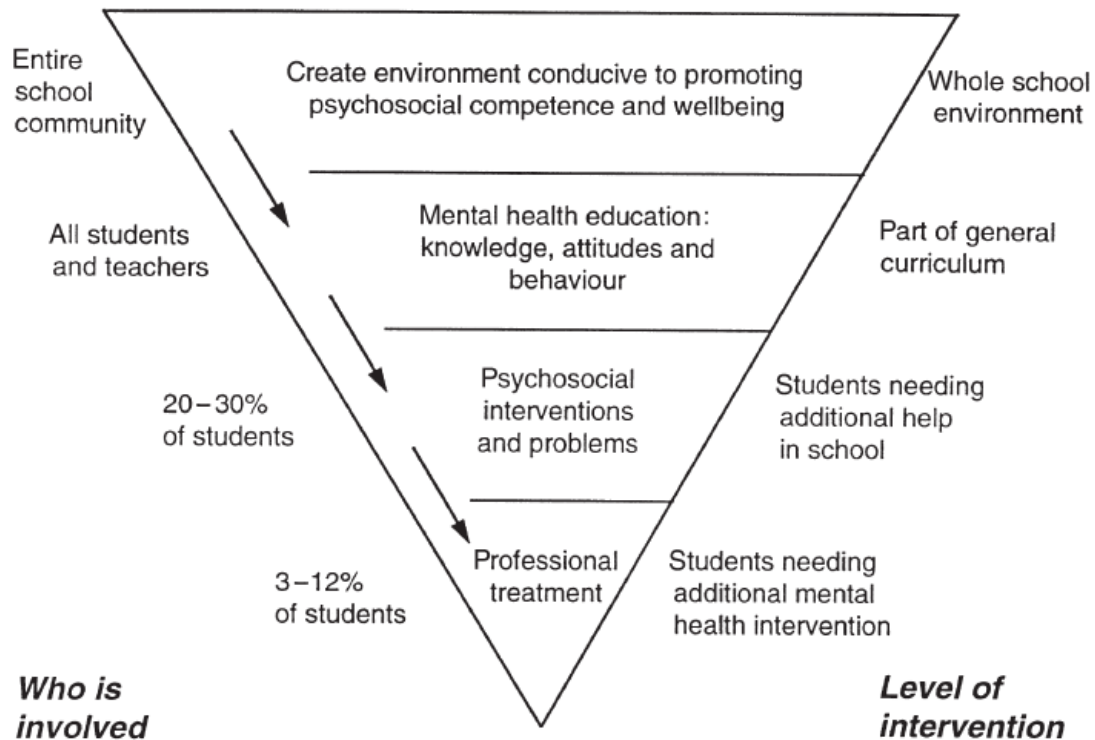 Entire
school
community
Create environment conducive to promoting
psychosocial competence and wellbeing
Whole school
environment
All students
and teachers
Mental health education:
knowledge, attitudes and
behaviour
Part of general
curriculum
20–30%
of students
Psychosocial
interventions
and problems
Students needing
additional help
in school
3–12%
of students
Professional
treatment
Students needing
additional mental
health intervention
Who is
involved
Level of
intervention